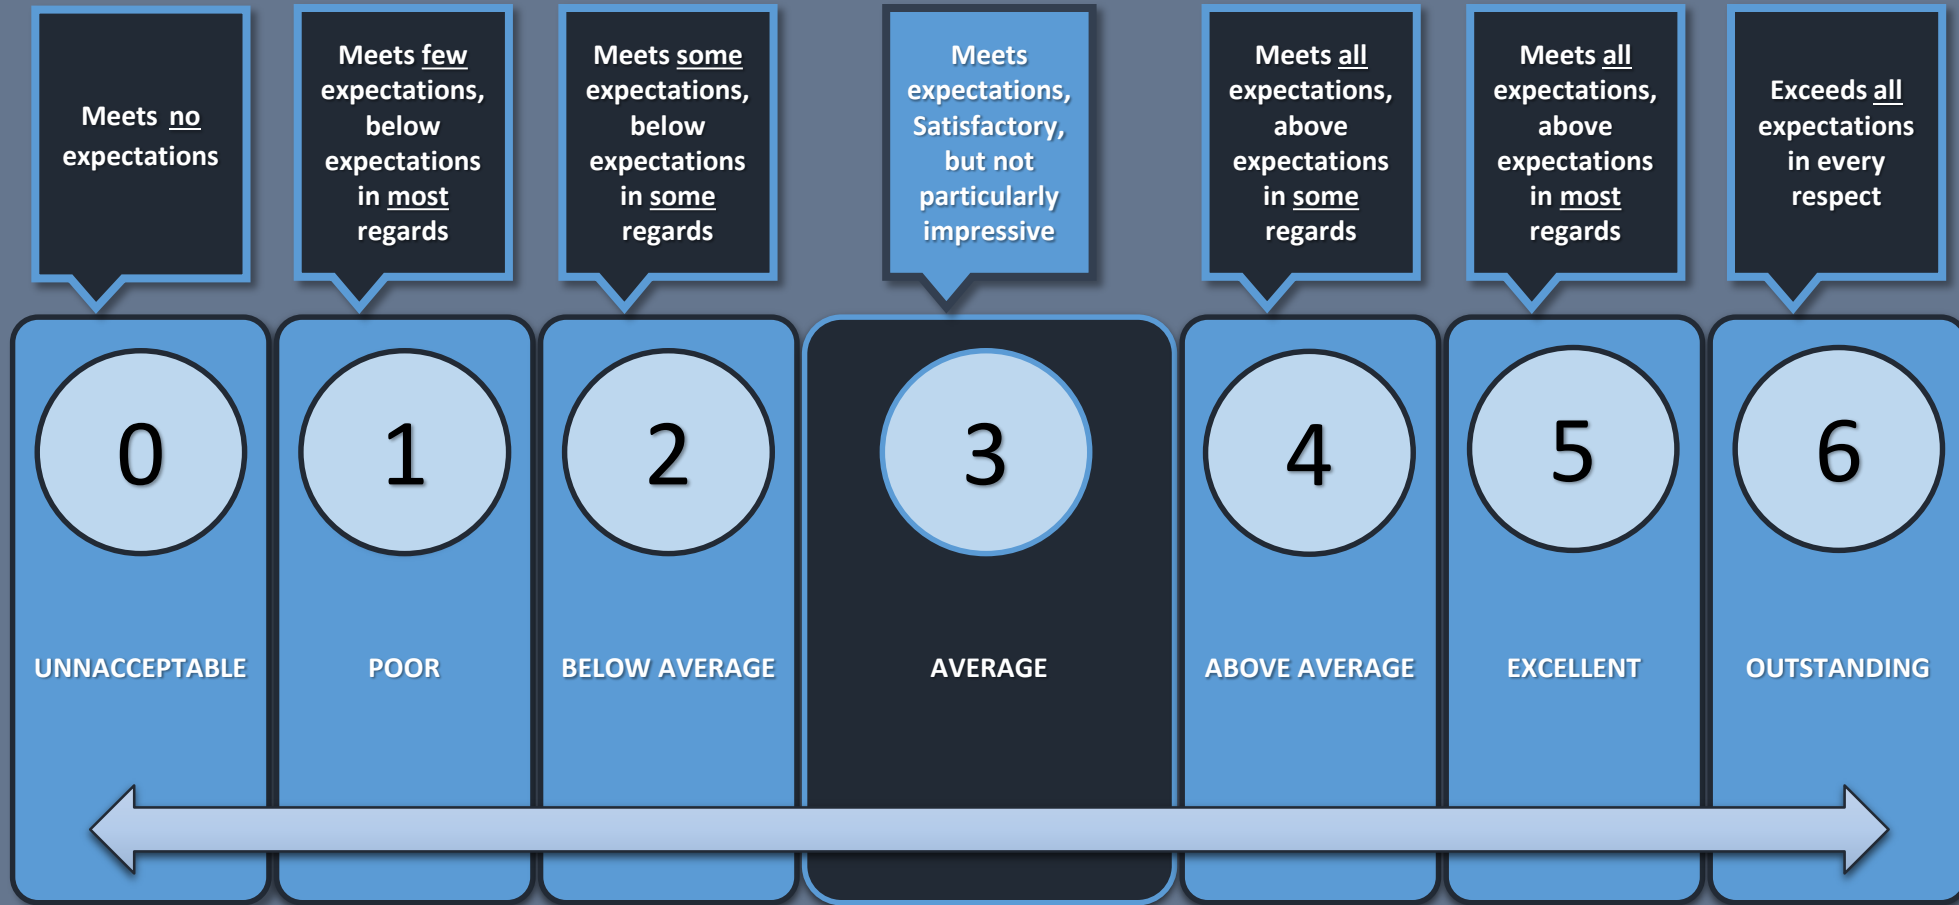 Meets no
expectations
Meets few
expectations,
below
expectations
in most
regards
Meets some
expectations,
below
expectations
in some
regards
Meets
expectations,
Satisfactory,
but not
particularly
impressive
Meets all
expectations,
above
expectations
in some
regards
Meets all
expectations,
above
expectations
in most
regards
Exceeds all
expectations
in every
respect
0
1
2
3
4
5
6
UNNACCEPTABLE
POOR
BELOW AVERAGE
AVERAGE
ABOVE AVERAGE
EXCELLENT
OUTSTANDING